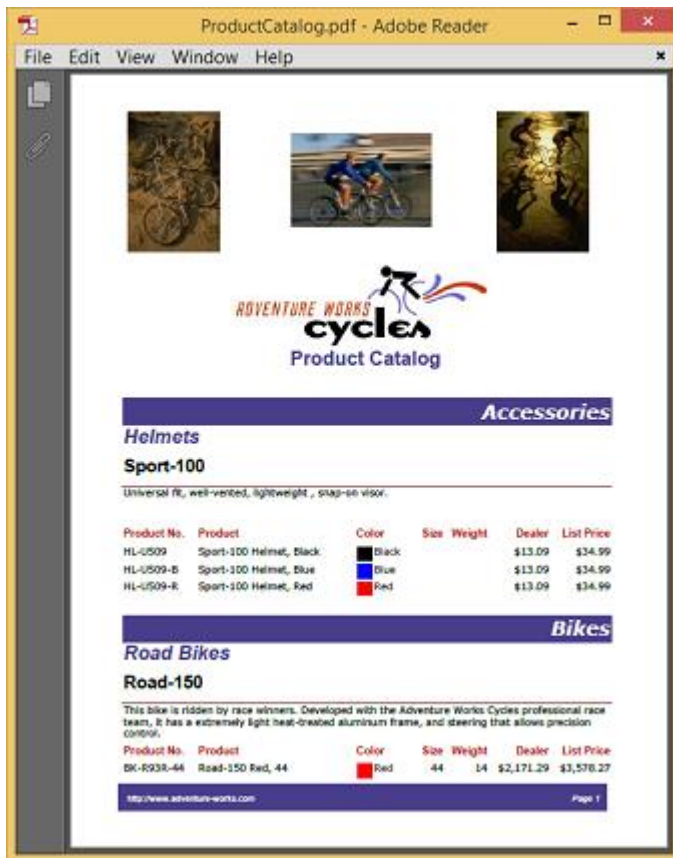 ProductCatalog.pdf - Adobe Reader
File Edit View Window Help
ADVENTURE WORKS
cycles
Product Catalog
Accessories
Helmets
Sport-100
Universal fit, well-vented, lightweight , snap-on visor.
Product No. Product Color Size Weight Dealer List Price
HL-U509 Sport-100 Helmet, Black Black $13.09 $34.99
HL-U509-B Sport-100 Helmet, Blue Blue $13.09 $34.99
HL-U509-R Sport-100 Helmet, Red Red $13.09 $34.99
Bikes
Road Bikes
Road-150
This bike is ridden by race winners. Developed with the Adventure Works Cycles professional race
team, it has a extremely light heat-treated aluminum frame, and steering that allows precision
control.
Product No. Product Color Size Weight Dealer List Price
BK-R93R-44 Road-150 Red, 44 Red 44 14 $2,171.29 $3,578.27
http://www.adventure-works.com Page 1